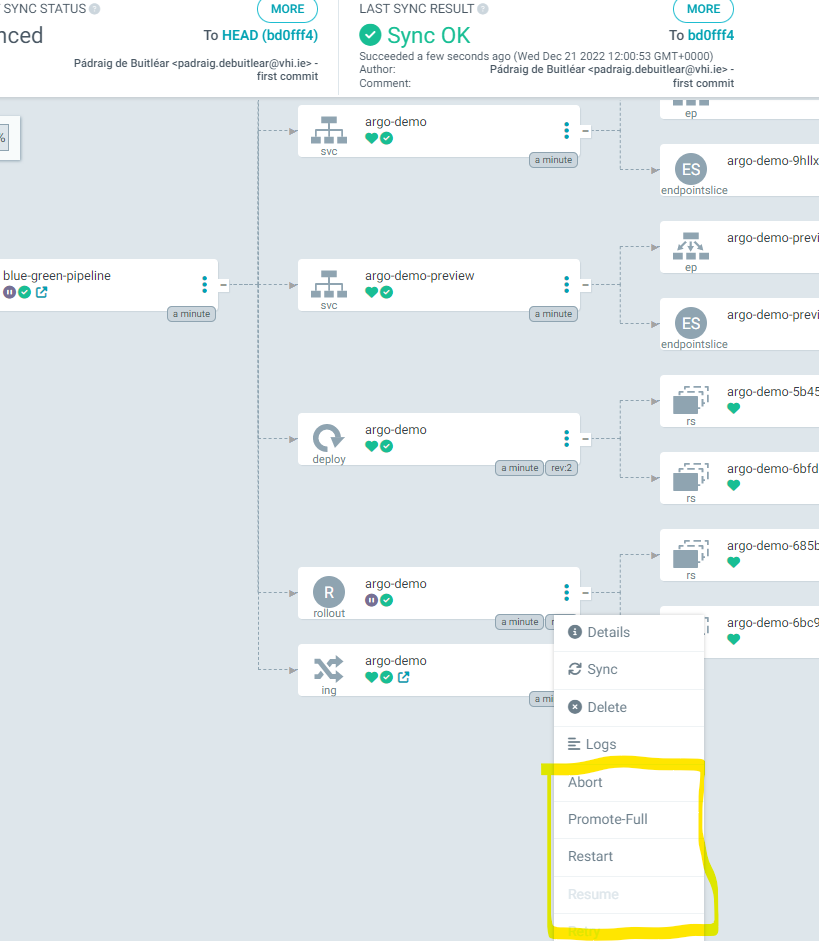 SYNC STATUS
MORE
nced
To HEAD (bd0fff4)
Pádraig de Buitléar <padraig.debuitlear@vhi.ie> -
first commit
LAST SYNC RESULT
MORE
Sync OK
To bd0fff4
Succeeded a few seconds ago (Wed Dec 21 2022 12:00:53 GMT+0000)
Author:
Pádraig de Buitléar <padraig.debuitlear@vhi.ie> -
Comment:
first commit
%
blue-green-pipeline
a minute
svc
argo-demo
a minute
svc
argo-demo-preview
a minute
deploy
argo-demo
a minute
rev:2
R
rollout
argo-demo
a minute
ing
argo-demo
a mi
ep
ES
endpointslice
argo-demo-9hllx
ep
argo-demo-previ
ES
endpointslice
argo-demo-previ
rs
argo-demo-5b45
rs
argo-demo-6bfd
rs
argo-demo-685b
argo-demo-6bc9
Details
Sync
Delete
Logs
Abort
Promote-Full
Restart
Resume
Retry